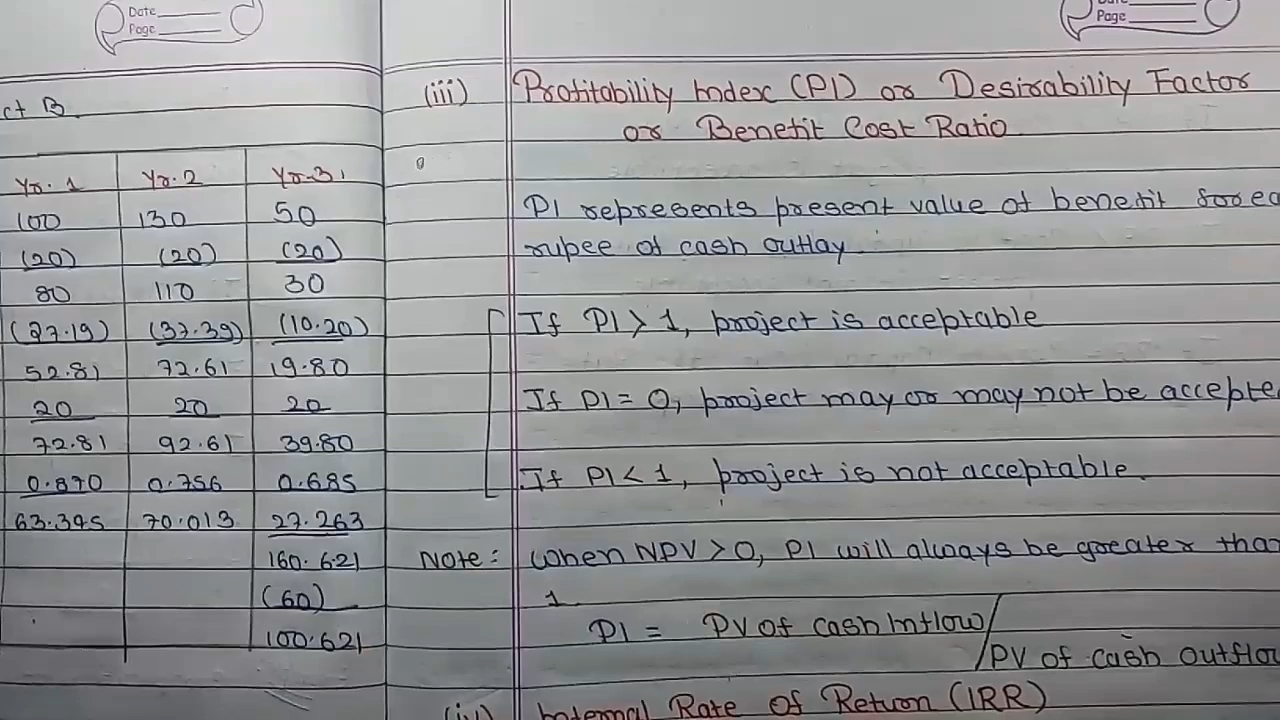 Date
Page
Page
ct B
Yr. 1 Yr. 2 Yr. 3
100 130 50
(20) (20) (20)
80 110 30
(27.19) (37.39) (10.20)
52.81 72.61 19.80
20 20 20
72.81 92.61 39.80
0.870 0.756 0.685
63.345 70.013 27.263
160.621
(60)
100.621
(iii) Profitability Index (PI) or Desirability Factor
or Benefit Cost Ratio
PI represents present value of benefit for
rupee of cash outlay
If PI > 1, project is acceptable
If PI = 0, project may or may not be accepte
If PI < 1, project is not acceptable.
Note: When NPV > 0, PI will always be greater tha
1
PI = PV of cash Inflow /
/ PV of cash outflo
(iv) Internal Rate of Return (IRR)